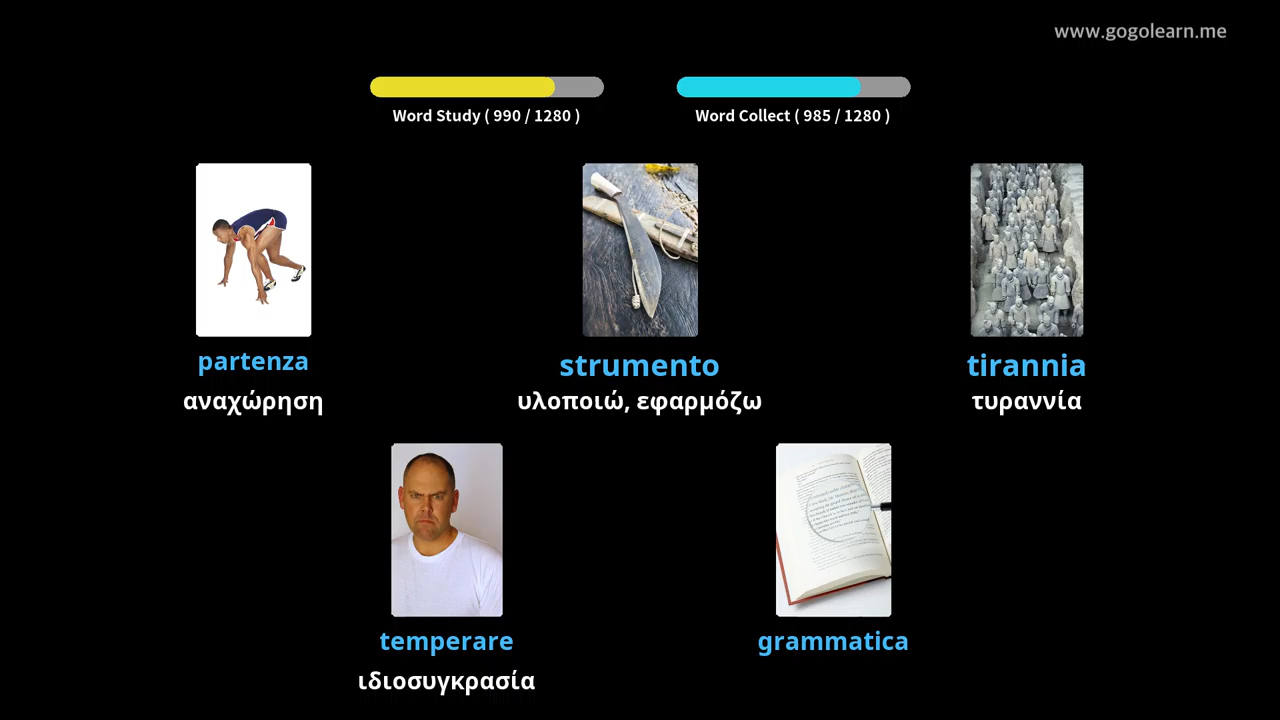 www.gogolearn.me
Word Study ( 990 / 1280 )
Word Collect ( 985 / 1280 )
partenza
strumento
tirannia
αναχώρηση
υλοποιώ, εφαρμόζω
τυραννία
temperare
grammatica
ιδιοσυγκρασία